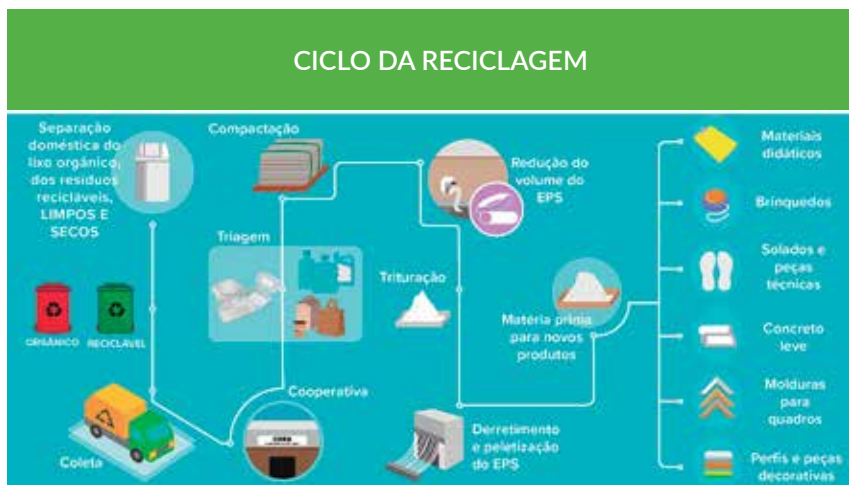 CICLO DA RECICLAGEM
Separação
doméstica do
lixo orgânico,
dos resíduos
recicláveis,
LIMPOS E
SECOS
ORGÂNICO
RECICLÁVEL
Coleta
Cooperativa
Triagem
Compactação
Redução do
volume do
EPS
Trituração
Derretimento
e peletização
do EPS
Matéria prima
para novos
produtos
Materiais
didáticos
Brinquedos
Solados e
peças
técnicas
Concreto
leve
Molduras
para
quadros
Perfis e peças
decorativas